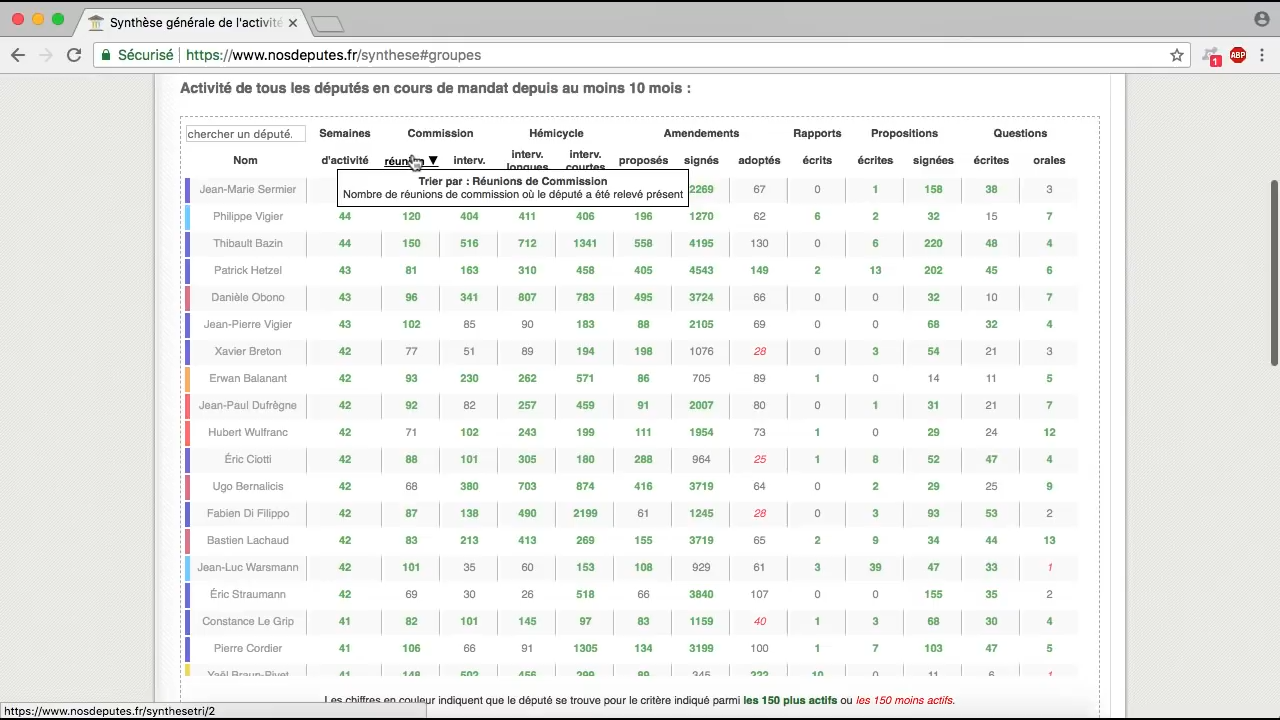 Synthèse générale de l'activité
Sécurisé https://www.nosdeputes.fr/synthese#groupes
1
ABP
Activité de tous les députés en cours de mandat depuis au moins 10 mois :
chercher un député. Semaines Commission Hémicycle Amendements Rapports Propositions Questions
Nom d'activité réunions ▼ interv. interv. longues interv. courtes proposés signés adoptés écrits écrites signées écrites orales
Trier par : Réunions de Commission
Nombre de réunions de commission où le député a été relevé présent
Jean-Marie Sermier 2269 67 0 1 158 38 3
Philippe Vigier 44 120 404 411 406 196 1270 62 6 2 32 15 7
Thibault Bazin 44 150 516 712 1341 558 4195 130 0 6 220 48 4
Patrick Hetzel 43 81 163 310 458 405 4543 149 2 13 202 45 6
Danièle Obono 43 96 341 807 783 495 3724 66 0 0 32 10 7
Jean-Pierre Vigier 43 102 85 90 183 88 2105 69 0 0 68 32 4
Xavier Breton 42 77 51 89 194 198 1076 28 0 3 54 21 3
Erwan Balanant 42 93 230 262 571 86 705 89 1 0 14 11 5
Jean-Paul Dufrègne 42 92 82 257 459 91 2007 80 0 1 31 21 7
Hubert Wulfranc 42 71 102 243 199 111 1954 73 1 0 29 24 12
Éric Ciotti 42 88 101 305 180 288 964 25 1 8 52 47 4
Ugo Bernalicis 42 68 380 703 874 416 3719 64 0 2 29 25 9
Fabien Di Filippo 42 87 138 490 2199 61 1245 28 0 3 93 53 2
Bastien Lachaud 42 83 213 413 269 155 3719 65 2 9 34 44 13
Jean-Luc Warsmann 42 101 35 60 153 108 929 61 3 39 47 33 1
Éric Straumann 42 69 30 26 518 66 3840 107 0 0 155 35 2
Constance Le Grip 41 82 101 145 97 83 1159 40 1 3 68 30 4
Pierre Cordier 41 106 66 91 1305 134 3199 100 1 7 103 47 5
Yaël Braun-Pivet 41 148 502 456 299 89 345 222 10 0 11 6 1
Les chiffres en couleur indiquent que le député se trouve pour le critère indiqué parmi les 150 plus actifs ou les 150 moins actifs.
https://www.nosdeputes.fr/synthesetri/2